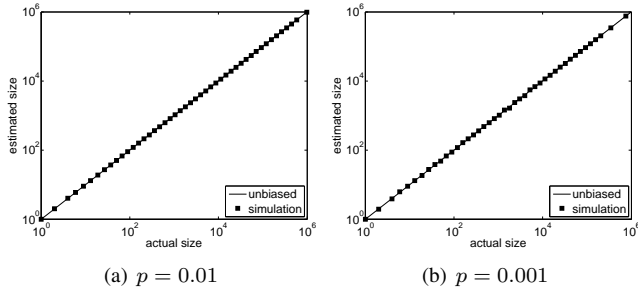 10^6
10^4
10^2
10^0
estimated size
10^0 10^2 10^4 10^6
actual size
unbiased
simulation
(a) p = 0.01
10^6
10^4
10^2
10^0
estimated size
10^0 10^2 10^4 10^6
actual size
unbiased
simulation
(b) p = 0.001